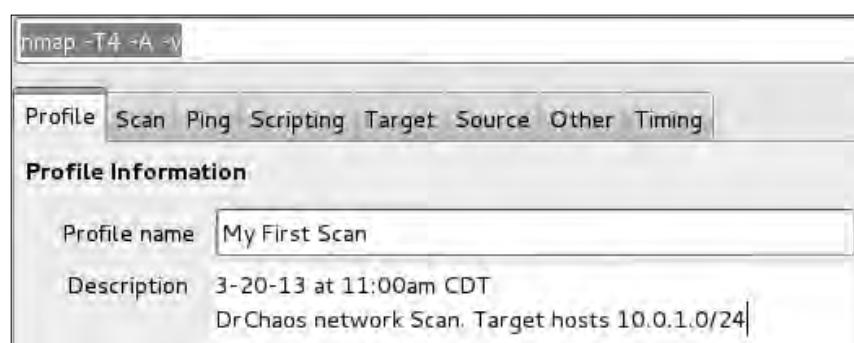 nmap -T4 -A -v
Profile Scan Ping Scripting Target Source Other Timing
Profile Information
Profile name My First Scan
Description 3-20-13 at 11:00am CDT
DrChaos network Scan. Target hosts 10.0.1.0/24